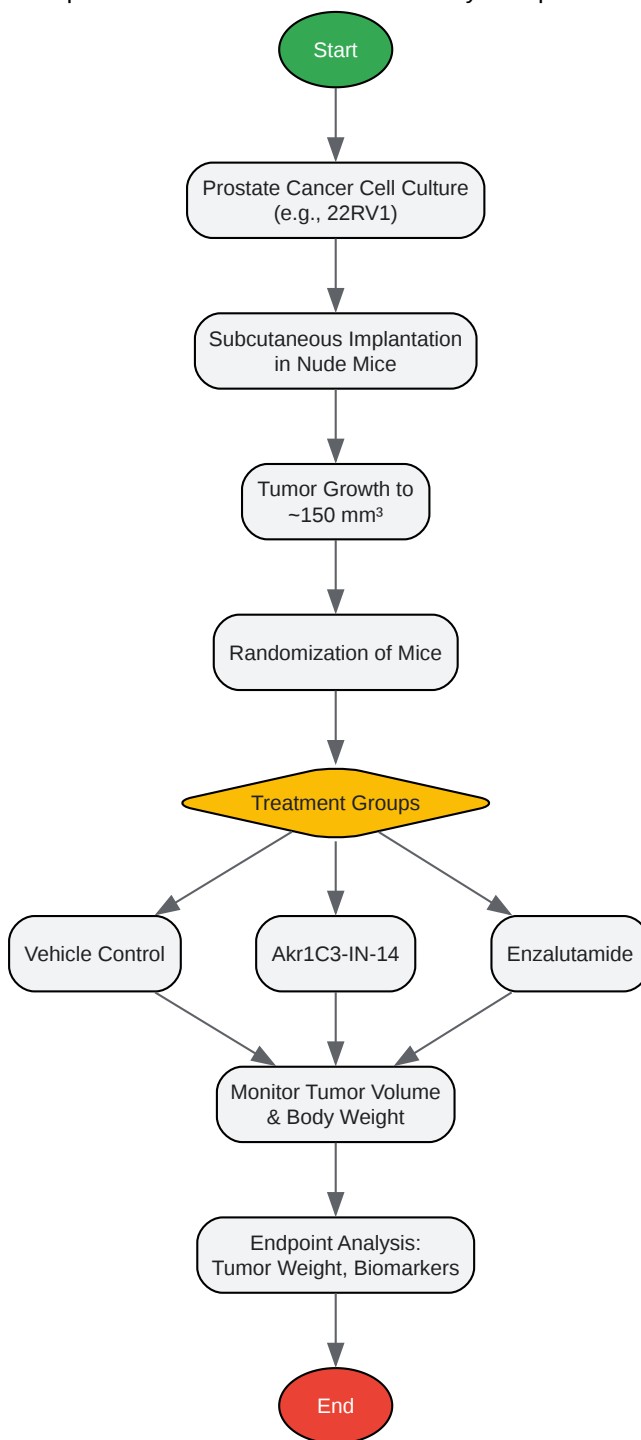 Start
Prostate Cancer Cell Culture
(e.g., 22RV1)
Subcutaneous Implantation
in Nude Mice
Tumor Growth to
~150 mm³
Randomization of Mice
Treatment Groups
Vehicle Control
Akr1C3-IN-14
Enzalutamide
Monitor Tumor Volume
& Body Weight
Endpoint Analysis:
Tumor Weight, Biomarkers
End